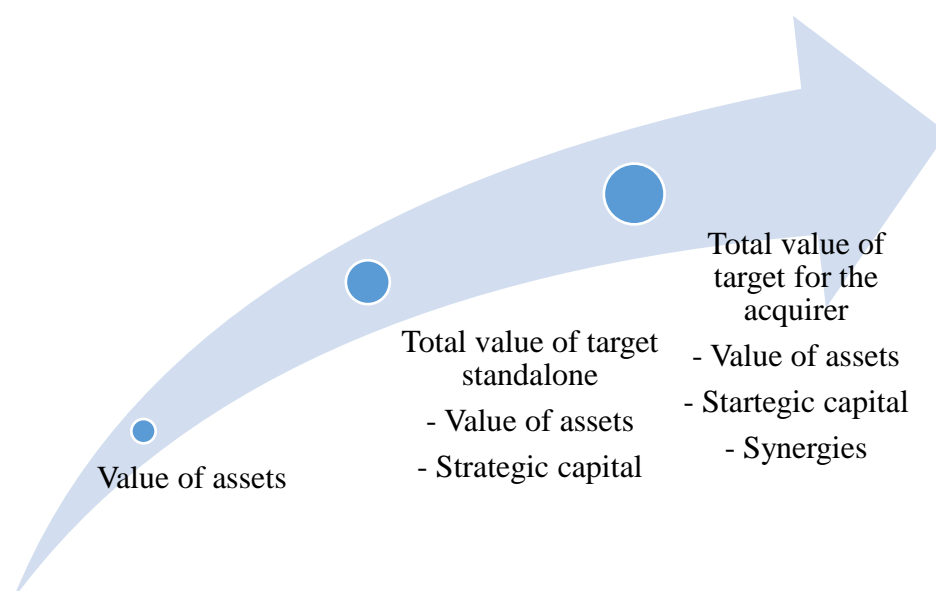 Value of assets
Total value of target
standalone
- Value of assets
- Strategic capital
Total value of
target for the
acquirer
- Value of assets
- Startegic capital
- Synergies